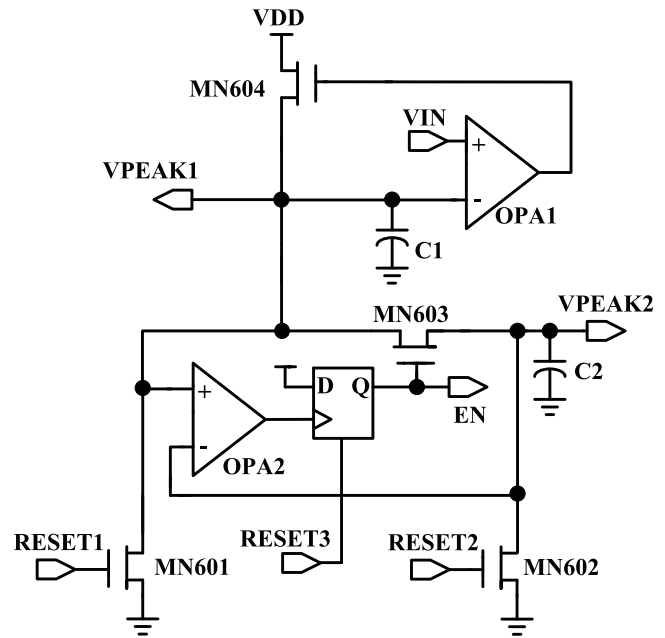 VDD
MN604
VIN
+
VPEAK1
-
OPA1
C1
MN603
VPEAK2
+
D Q
C2
-
EN
OPA2
RESET1
RESET3
RESET2
MN601
MN602